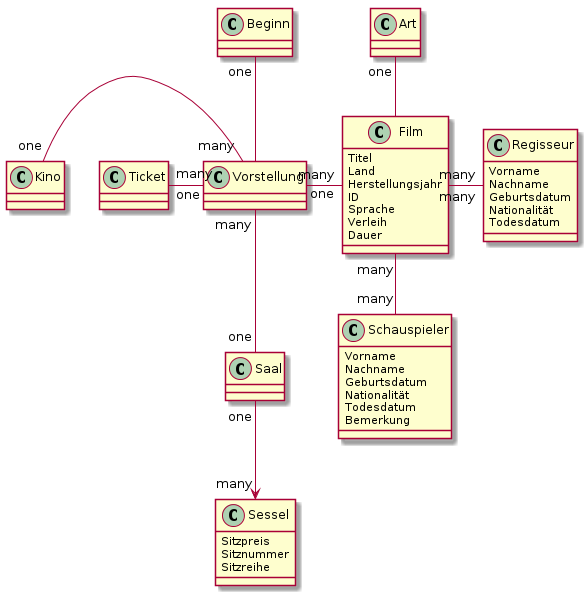 C Beginn
C Art
one
one
C Film
Titel
Land
Herstellungsjahr
ID
Sprache
Verleih
Dauer
C Regisseur
Vorname
Nachname
Geburtsdatum
Nationalität
Todesdatum
one
many
C Kino
C Ticket
many
one
C Vorstellung
many
one
many
many
many
one
many
many
C Schauspieler
Vorname
Nachname
Geburtsdatum
Nationalität
Todesdatum
Bemerkung
C Saal
one
many
C Sessel
Sitzpreis
Sitznummer
Sitzreihe